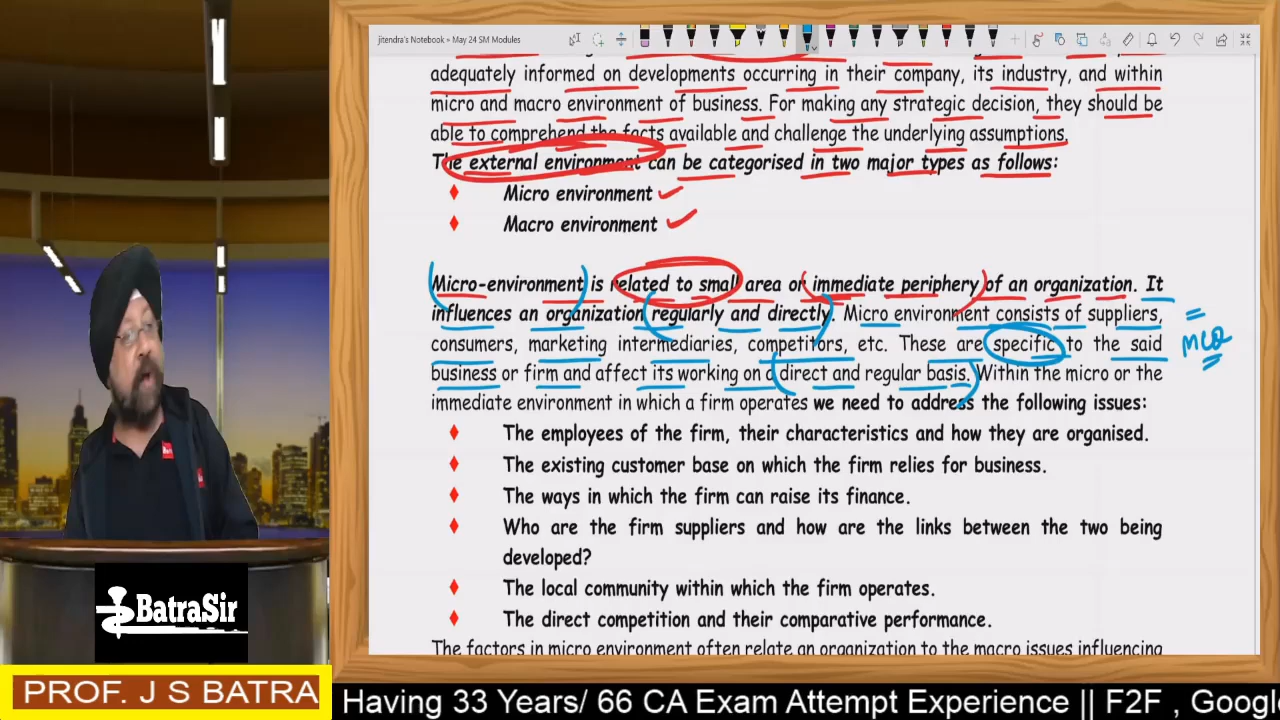 Jitendra's Notebook » May 24 SM Modules
adequately informed on developments occurring in their company, its industry, and within
micro and macro environment of business. For making any strategic decision, they should be
able to comprehend the facts available and challenge the underlying assumptions.
The external environment can be categorised in two major types as follows:
♦ Micro environment
♦ Macro environment
Micro-environment is related to small area or immediate periphery of an organization. It
influences an organization regularly and directly. Micro environment consists of suppliers,
consumers, marketing intermediaries, competitors, etc. These are specific to the said
business or firm and affect its working on direct and regular basis. Within the micro or the
immediate environment in which a firm operates we need to address the following issues:
MCQ
♦ The employees of the firm, their characteristics and how they are organised.
♦ The existing customer base on which the firm relies for business.
♦ The ways in which the firm can raise its finance.
♦ Who are the firm suppliers and how are the links between the two being
developed?
♦ The local community within which the firm operates.
♦ The direct competition and their comparative performance.
The factors in micro environment often relate an organization to the macro issues influencing
BatraSir
PROF. J S BATRA
Having 33 Years/ 66 CA Exam Attempt Experience || F2F , Google